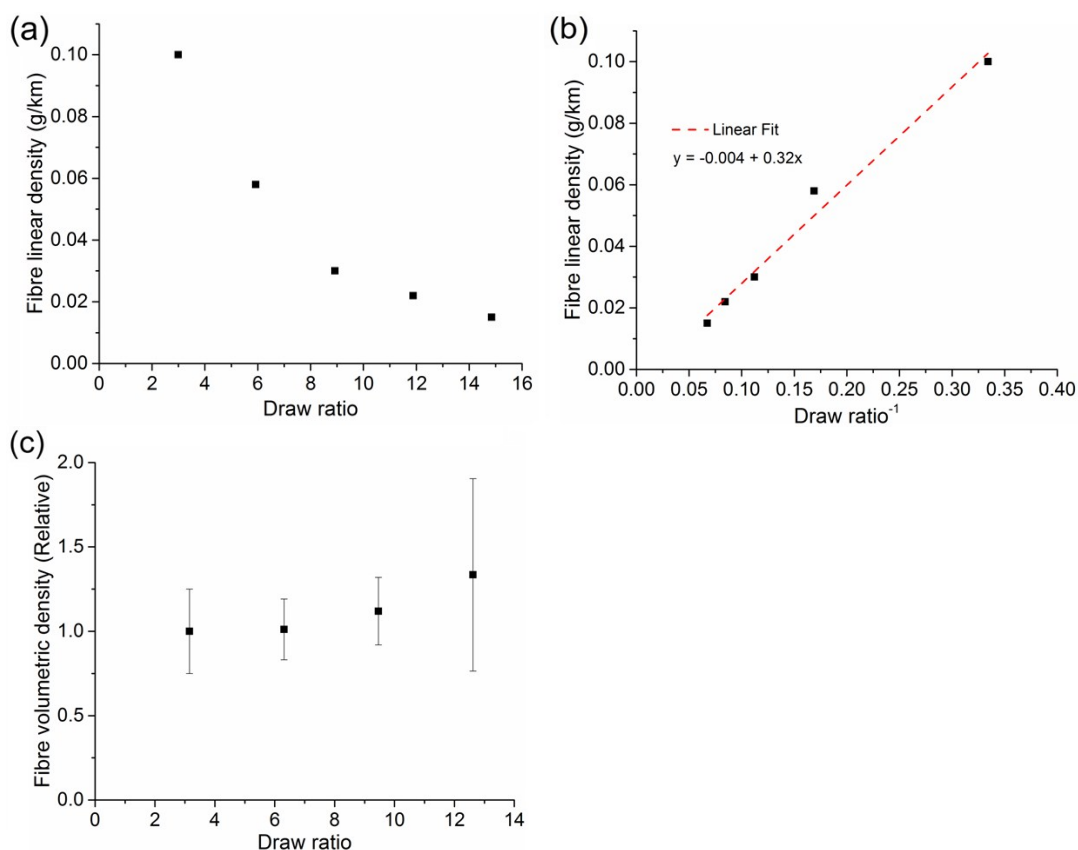 (a)
Fibre linear density (g/km)
0.10
0.08
0.06
0.04
0.02
0.00
0 2 4 6 8 10 12 14 16
Draw ratio
(b)
Fibre linear density (g/km)
0.10
0.08
0.06
0.04
0.02
0.00
Linear Fit
y = -0.004 + 0.32x
0.00 0.05 0.10 0.15 0.20 0.25 0.30 0.35 0.40
Draw ratio⁻¹
(c)
Fibre volumetric density (Relative)
2.0
1.5
1.0
0.5
0.0
0 2 4 6 8 10 12 14
Draw ratio